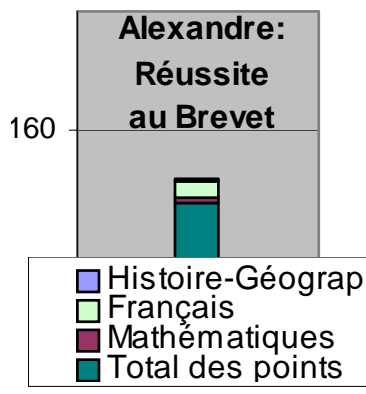 Alexandre:
Réussite
au Brevet
160
Histoire-Géograp
Français
Mathématiques
Total des points